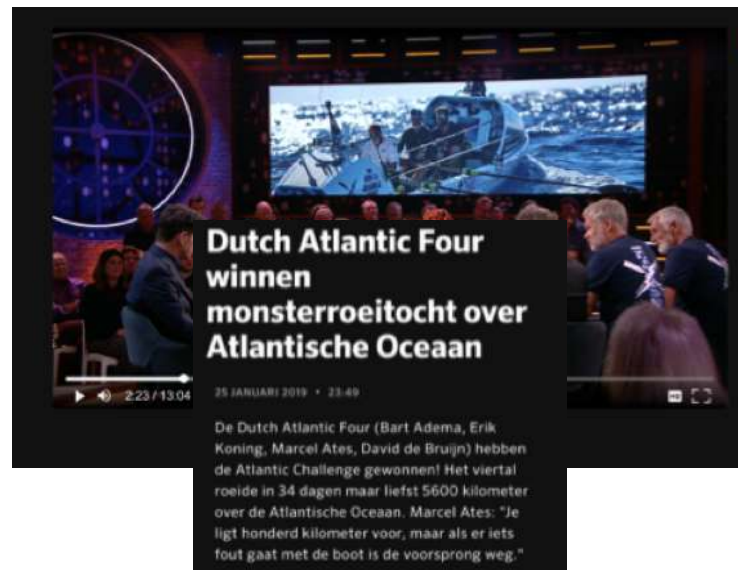 Dutch Atlantic Four
winnen
monsterroeitocht over
Atlantische Oceaan
2:23 / 13:04
HD
25 JANUARI 2019 • 23:49
De Dutch Atlantic Four (Bart Adema, Erik
Koning, Marcel Ates, David de Bruijn) hebben
de Atlantic Challenge gewonnen! Het viertal
roeide in 34 dagen maar liefst 5600 kilometer
over de Atlantische Oceaan. Marcel Ates: "Je
ligt honderd kilometer voor, maar als er iets
fout gaat met de boot is de voorsprong weg."